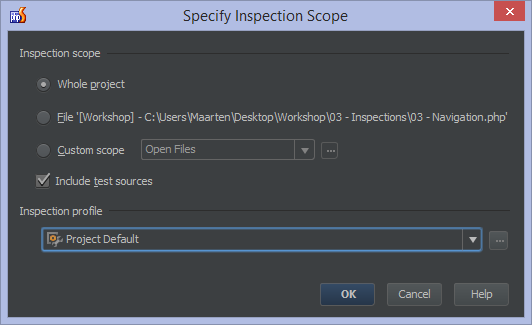 Specify Inspection Scope
Inspection scope
Whole project
File '[Workshop] - C:\Users\Maarten\Desktop\Workshop\03 - Inspections\03 - Navigation.php'
Custom scope Open Files ...
Include test sources
Inspection profile
Project Default ...
OK Cancel Help